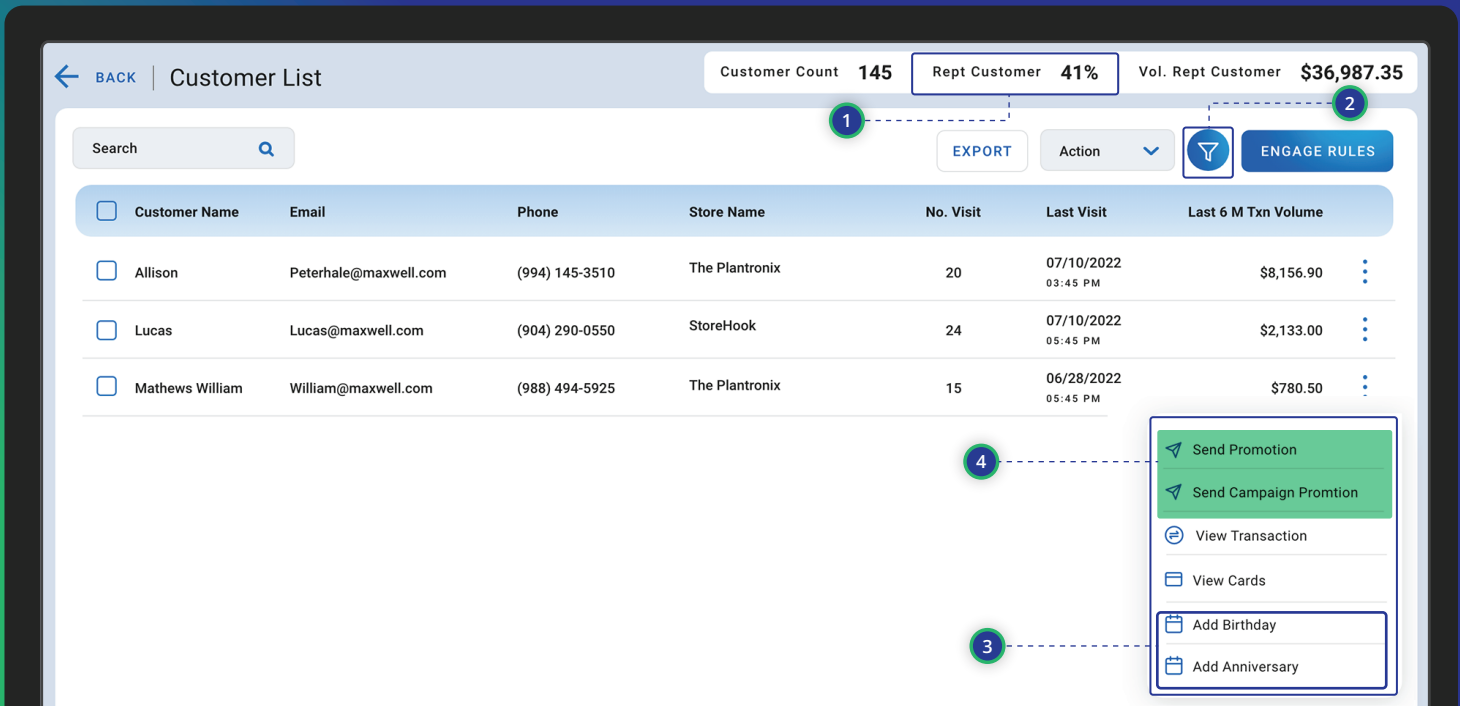 BACK
Customer List
Customer Count 145
Rept Customer 41%
Vol. Rept Customer $36,987.35
1
2
Search
EXPORT
Action
ENGAGE RULES
Customer Name Email Phone Store Name No. Visit Last Visit Last 6 M Txn Volume
Allison Peterhale@maxwell.com (994) 145-3510 The Plantronix 20 07/10/2022 $8,156.90
03:45 PM
Lucas Lucas@maxwell.com (904) 290-0550 StoreHook 24 07/10/2022 $2,133.00
05:45 PM
Mathews William William@maxwell.com (988) 494-5925 The Plantronix 15 06/28/2022 $780.50
05:45 PM
4
Send Promotion
Send Campaign Promtion
View Transaction
View Cards
3
Add Birthday
Add Anniversary